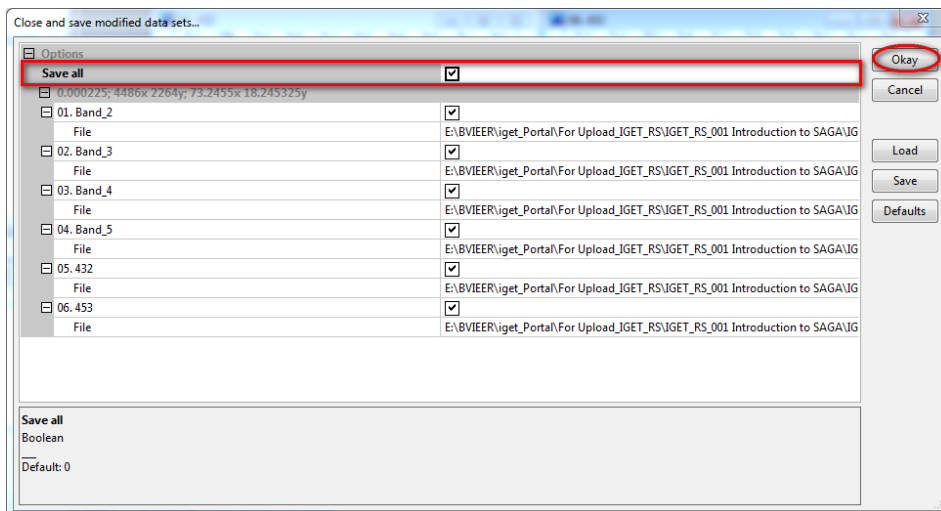 Close and save modified data sets...
Options
Save all
0.000225; 4486x 2264y; 73.2455x 18.245325y
01. Band_2
File E:\BVIEER\iget_Portal\For Upload_IGET_RS\IGET_RS_001 Introduction to SAGA\IG
02. Band_3
File E:\BVIEER\iget_Portal\For Upload_IGET_RS\IGET_RS_001 Introduction to SAGA\IG
03. Band_4
File E:\BVIEER\iget_Portal\For Upload_IGET_RS\IGET_RS_001 Introduction to SAGA\IG
04. Band_5
File E:\BVIEER\iget_Portal\For Upload_IGET_RS\IGET_RS_001 Introduction to SAGA\IG
05. 432
File E:\BVIEER\iget_Portal\For Upload_IGET_RS\IGET_RS_001 Introduction to SAGA\IG
06. 453
File E:\BVIEER\iget_Portal\For Upload_IGET_RS\IGET_RS_001 Introduction to SAGA\IG
Okay
Cancel
Load
Save
Defaults
Save all
Boolean
__
Default: 0